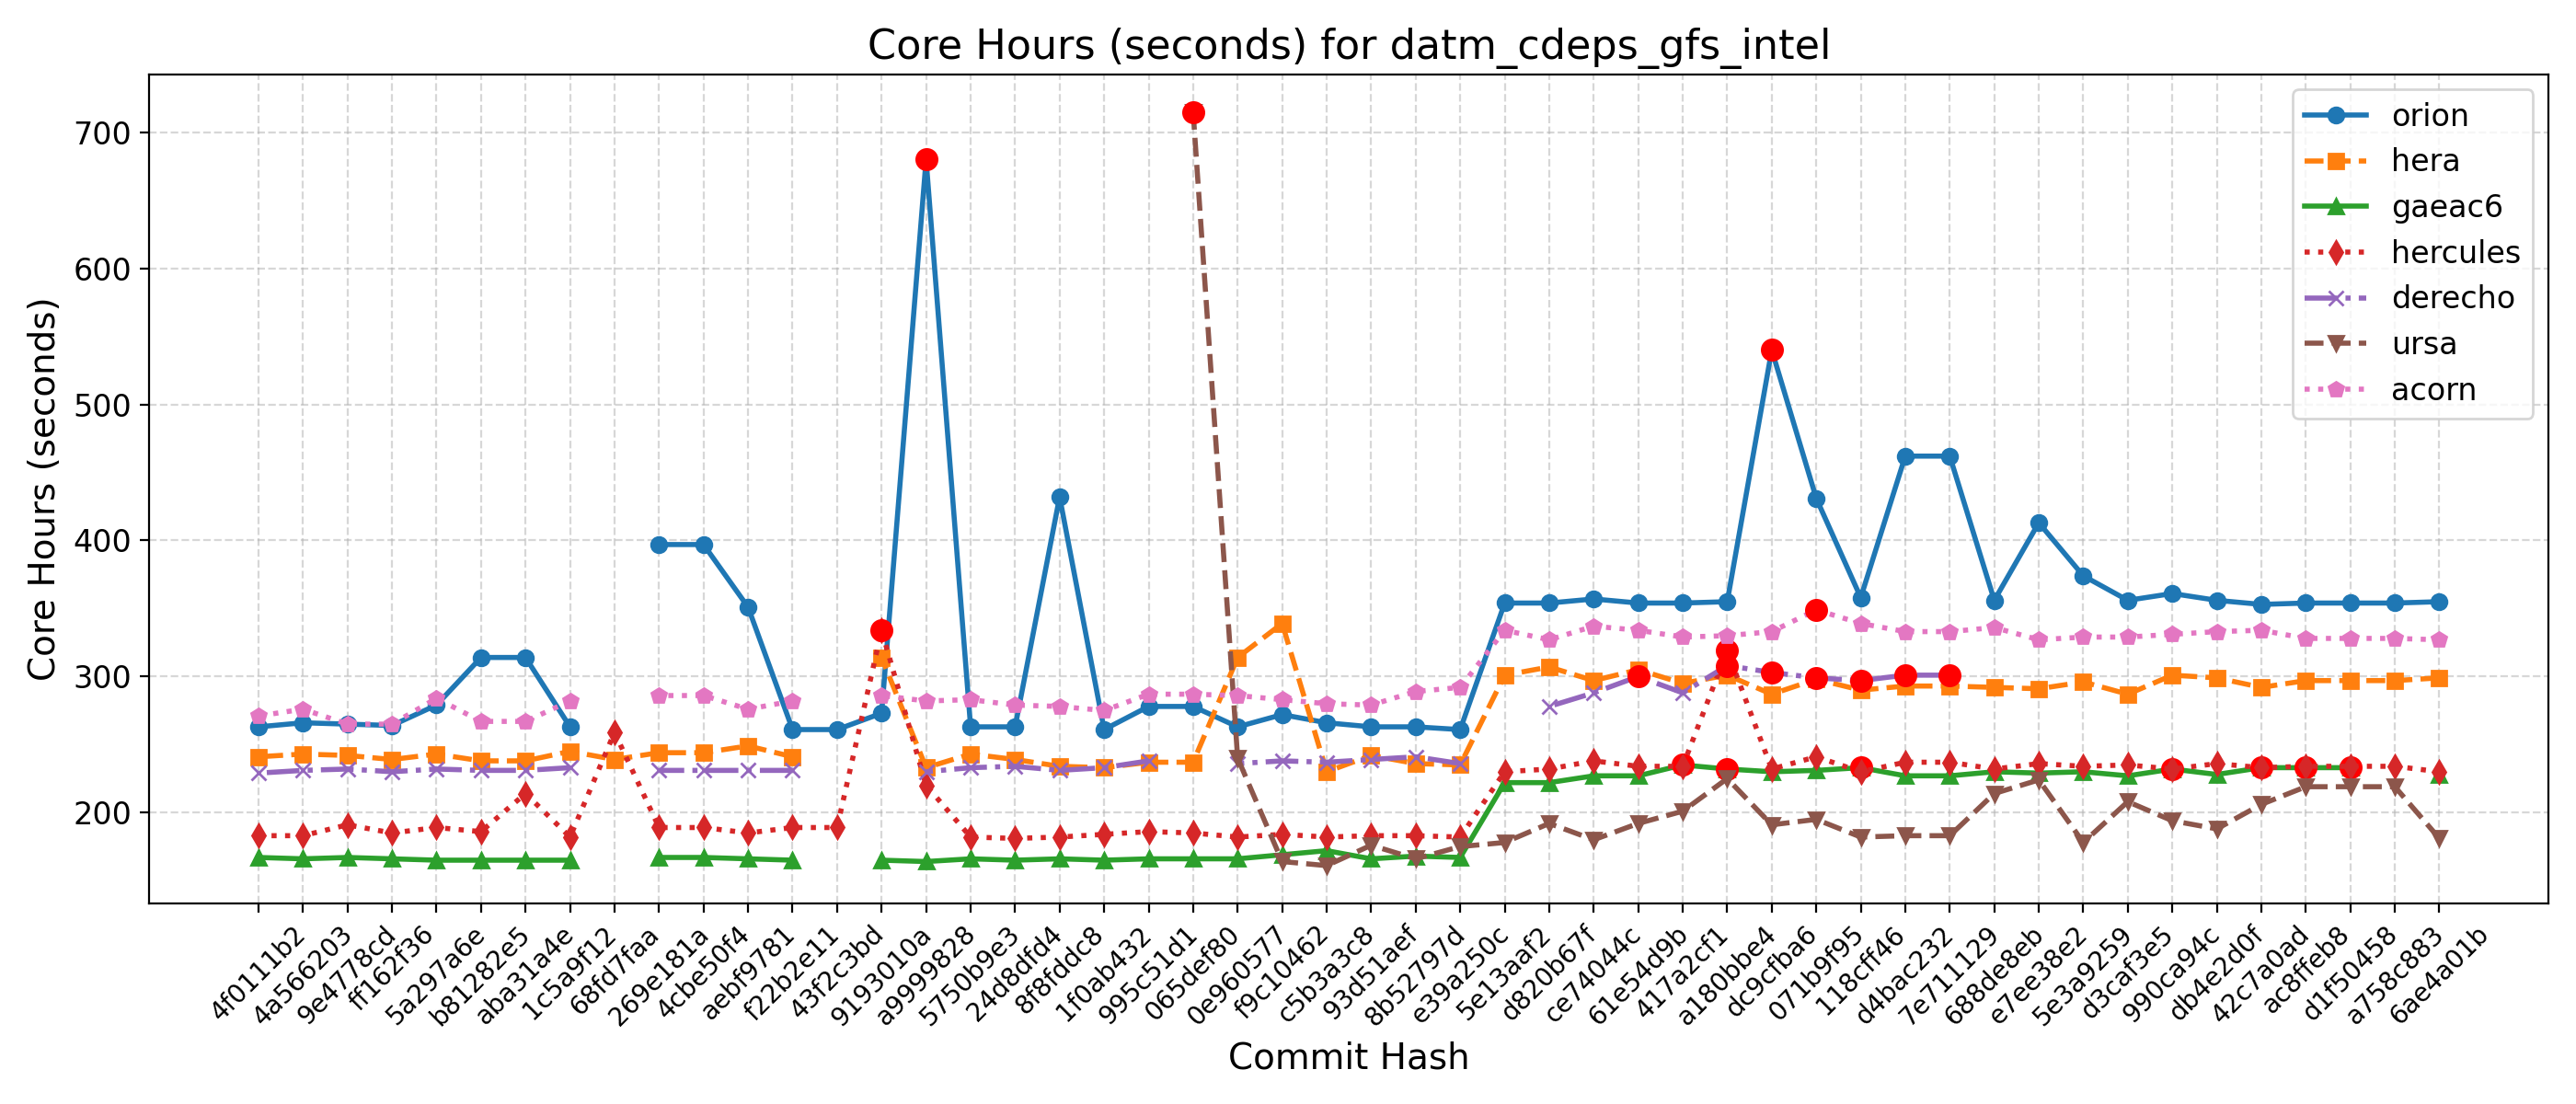 Core Hours (seconds) for datm_cdeps_gfs_intel
Core Hours (seconds)
700
600
500
400
300
200
orion
hera
gaeac6
hercules
derecho
ursa
acorn
4f0111b2
4a566203
9e4778cd
ff162f36
5a297a6e
b81282e5
aba31a4e
1c5a9f12
68fd7faa
269e181a
4cbe50f4
aebf9781
f22b2e11
43f2c3bd
9193010a
a9999828
5750b9e3
24d8dfd4
8f8fddc8
1f0ab432
995c51d1
065def80
0e960577
f9c10462
c5b3a3c8
93d51aef
8b52797d
e39a250c
5e13aaf2
d820b67f
ce74044c
61e54d9b
417a2cf1
a180bbe4
dc9cfba6
071b9f95
118cff46
d4bac232
7e711129
688de8eb
e7ee38e2
5e3a9259
d3caf3e5
990ca94c
db4e2d0f
42c7a0ad
ac8ffeb8
d1f50458
a758c883
6ae4a01b
Commit Hash